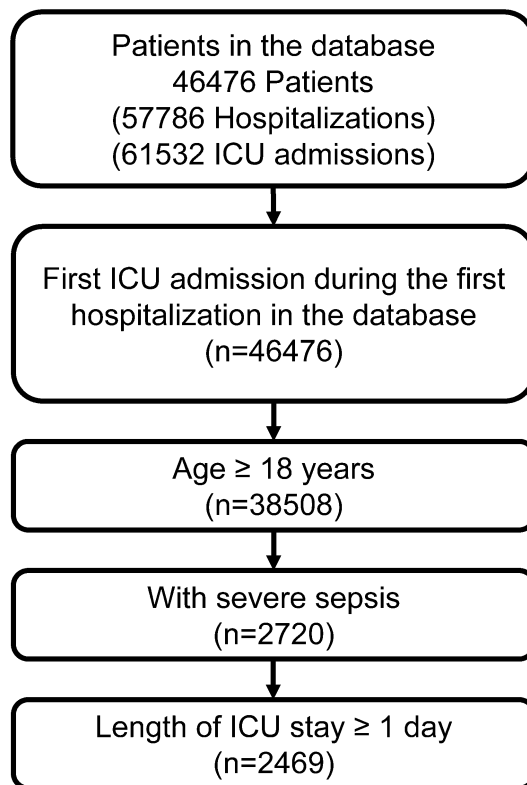 Patients in the database
46476 Patients
(57786 Hospitalizations)
(61532 ICU admissions)
First ICU admission during the first
hospitalization in the database
(n=46476)
Age ≥ 18 years
(n=38508)
With severe sepsis
(n=2720)
Length of ICU stay ≥ 1 day
(n=2469)